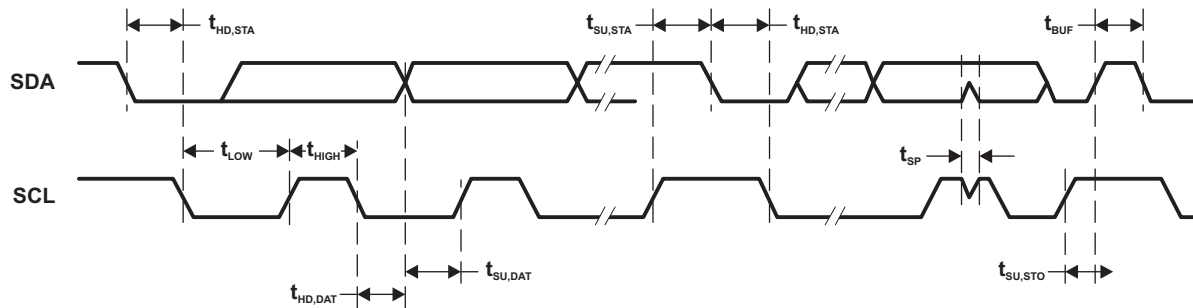 tHD,STA
tSU,STA
tHD,STA
tBUF
SDA
tLOW
tHIGH
tSP
SCL
tSU,DAT
tSU,STO
tHD,DAT